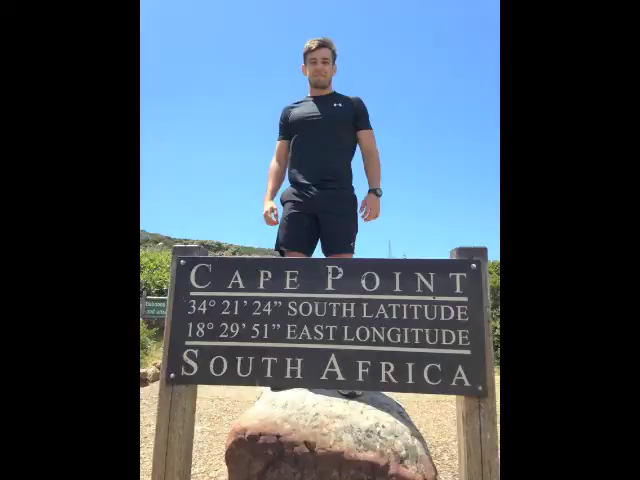 CAPE POINT
34° 21' 24" SOUTH LATITUDE
18° 29' 51" EAST LONGITUDE
SOUTH AFRICA